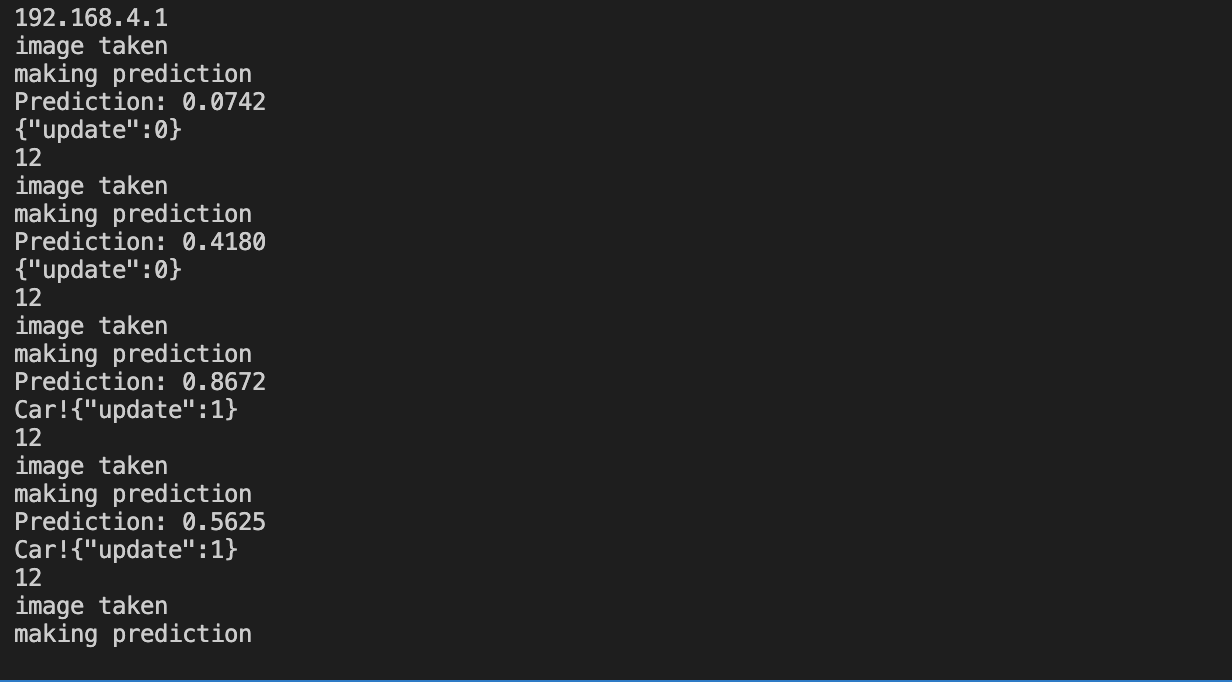 192.168.4.1
image taken
making prediction
Prediction: 0.0742
{"update":0}
12
image taken
making prediction
Prediction: 0.4180
{"update":0}
12
image taken
making prediction
Prediction: 0.8672
Car!{"update":1}
12
image taken
making prediction
Prediction: 0.5625
Car!{"update":1}
12
image taken
making prediction